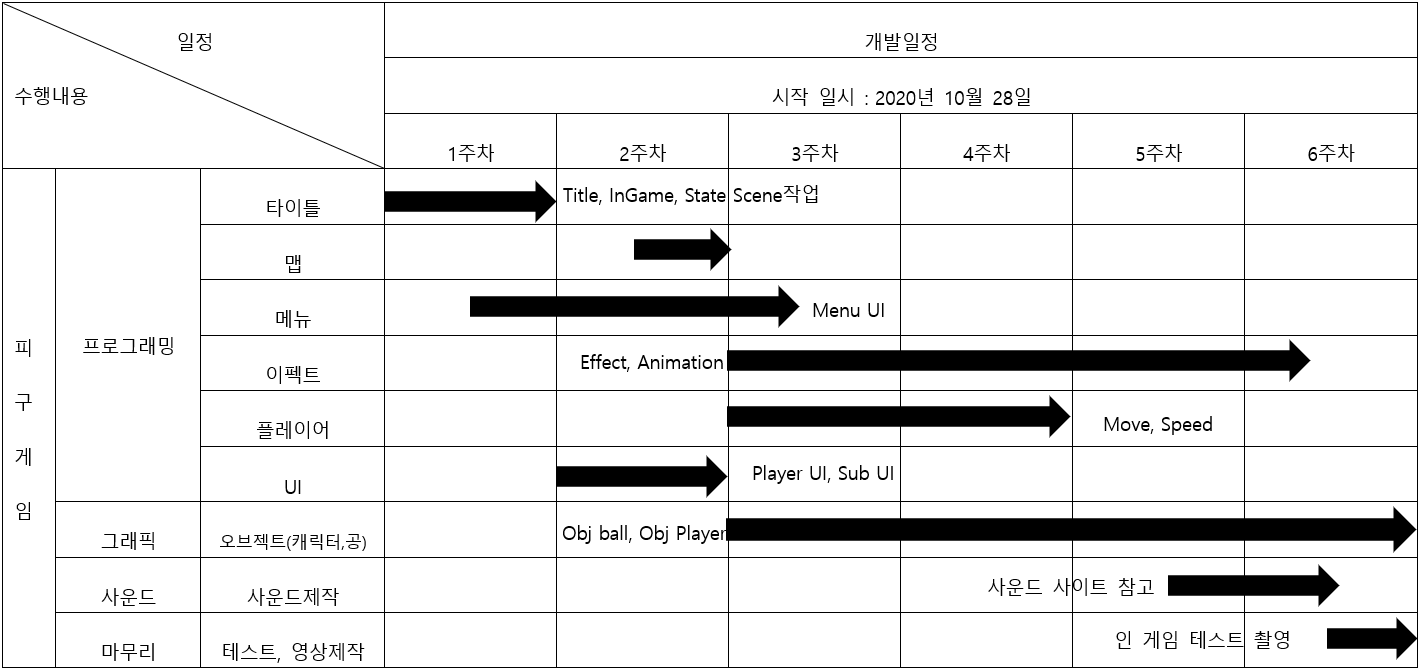 일정
수행내용
개발일정
시작 일시 : 2020년 10월 28일
1주차
2주차
3주차
4주차
5주차
6주차
피구게임
프로그래밍
타이틀
Title, InGame, State Scene작업
맵
메뉴
Menu UI
이펙트
Effect, Animation
플레이어
Move, Speed
UI
Player UI, Sub UI
그래픽
오브젝트(캐릭터,공)
Obj ball, Obj Player
사운드
사운드제작
사운드 사이트 참고
마무리
테스트, 영상제작
인 게임 테스트 촬영